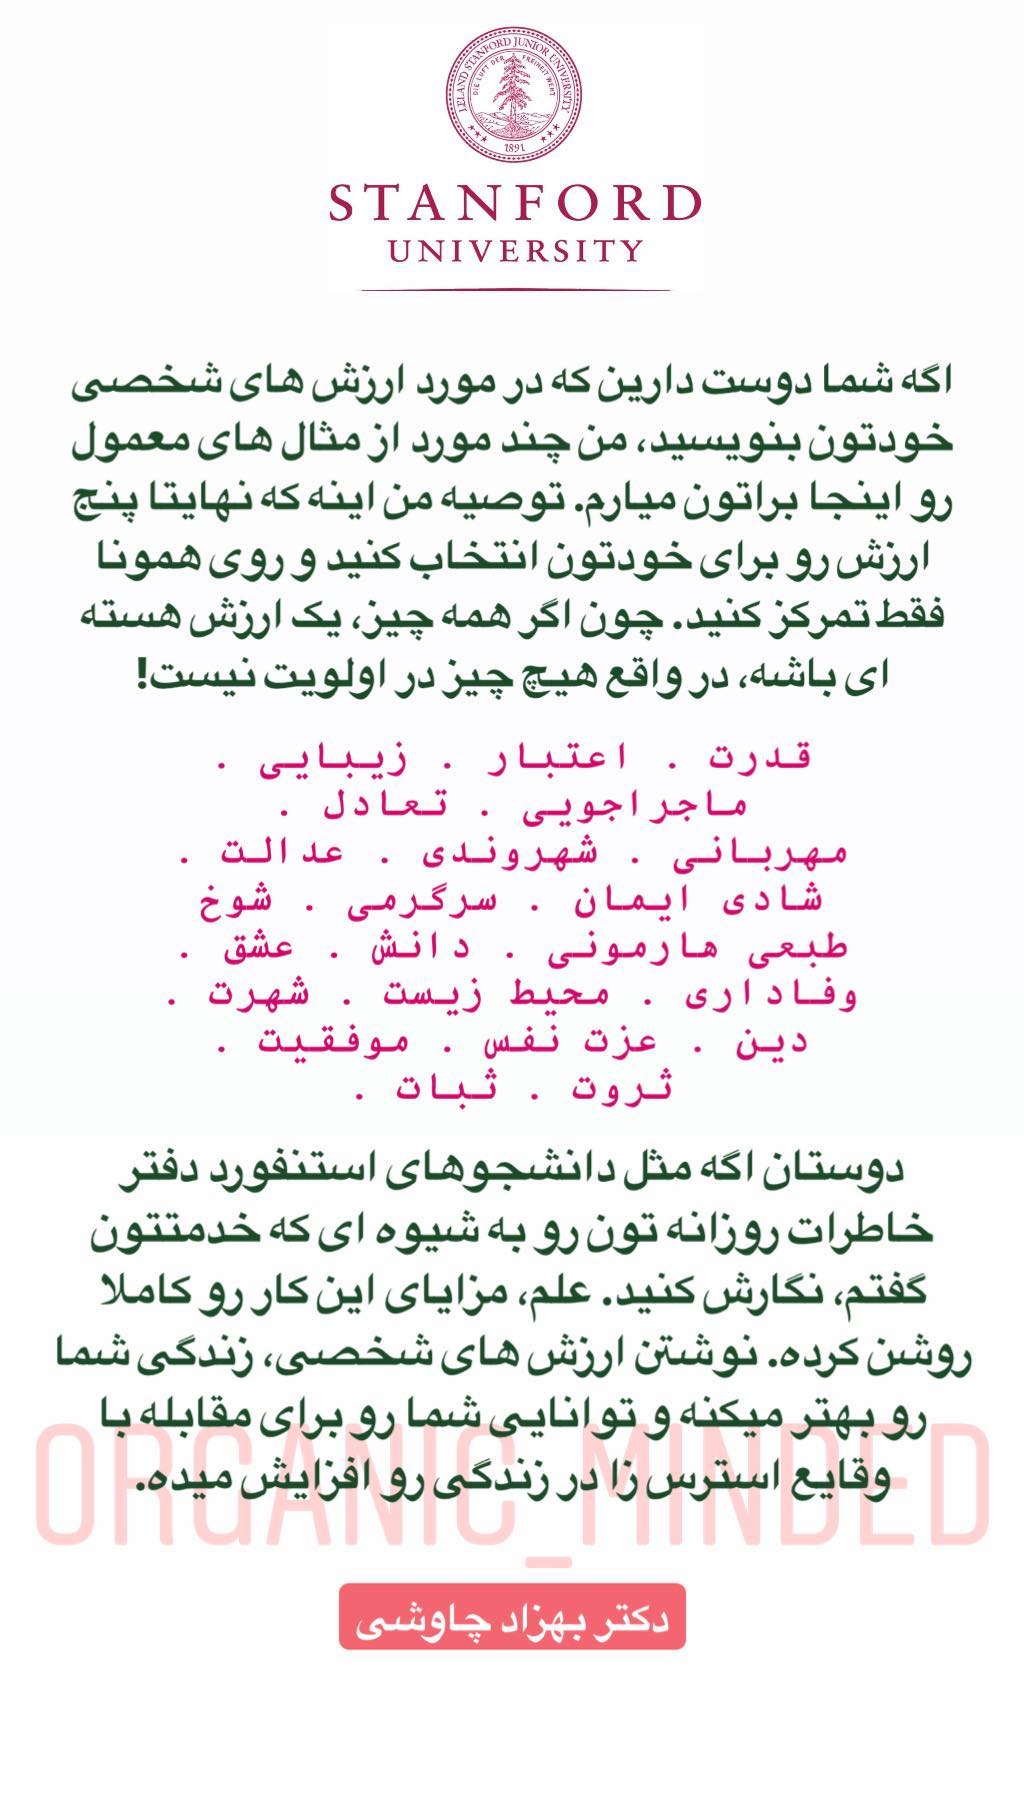 LELAND STANFORD JUNIOR UNIVERSITY
DIE LUFT DER FREIHEIT WEHT
1891
STANFORD
UNIVERSITY
اگه شما دوست دارین که در مورد ارزش های شخصی
خودتون بنویسید، من چند مورد از مثال های معمول
رو اینجا براتون میارم. توصیه من اینه که نهایتا پنج
ارزش رو برای خودتون انتخاب کنید و روی همونا
فقط تمرکز کنید. چون اگر همه چیز، یک ارزش هسته
ای باشه، در واقع هیچ چیز در اولویت نیست!
قدرت . اعتبار . زیبایی .
ماجراجویی . تعادل .
مهربانی . شهروندی . عدالت .
شادی ایمان . سرگرمی . شوخ
طبعی هارمونی . دانش . عشق .
وفاداری . محیط زیست . شهرت .
دین . عزت نفس . موفقیت .
ثروت . ثبات .
دوستان اگه مثل دانشجوهای استنفورد دفتر
خاطرات روزانه تون رو به شیوه ای که خدمتتون
گفتم، نگارش کنید. علم، مزایای این کار رو کاملا
روشن کرده. نوشتن ارزش های شخصی، زندگی شما
رو بهتر میکنه و توانایی شما رو برای مقابله با
وقایع استرس زا در زندگی رو افزایش میده.
ORGANIC_MINDED
دکتر بهزاد چاوشی